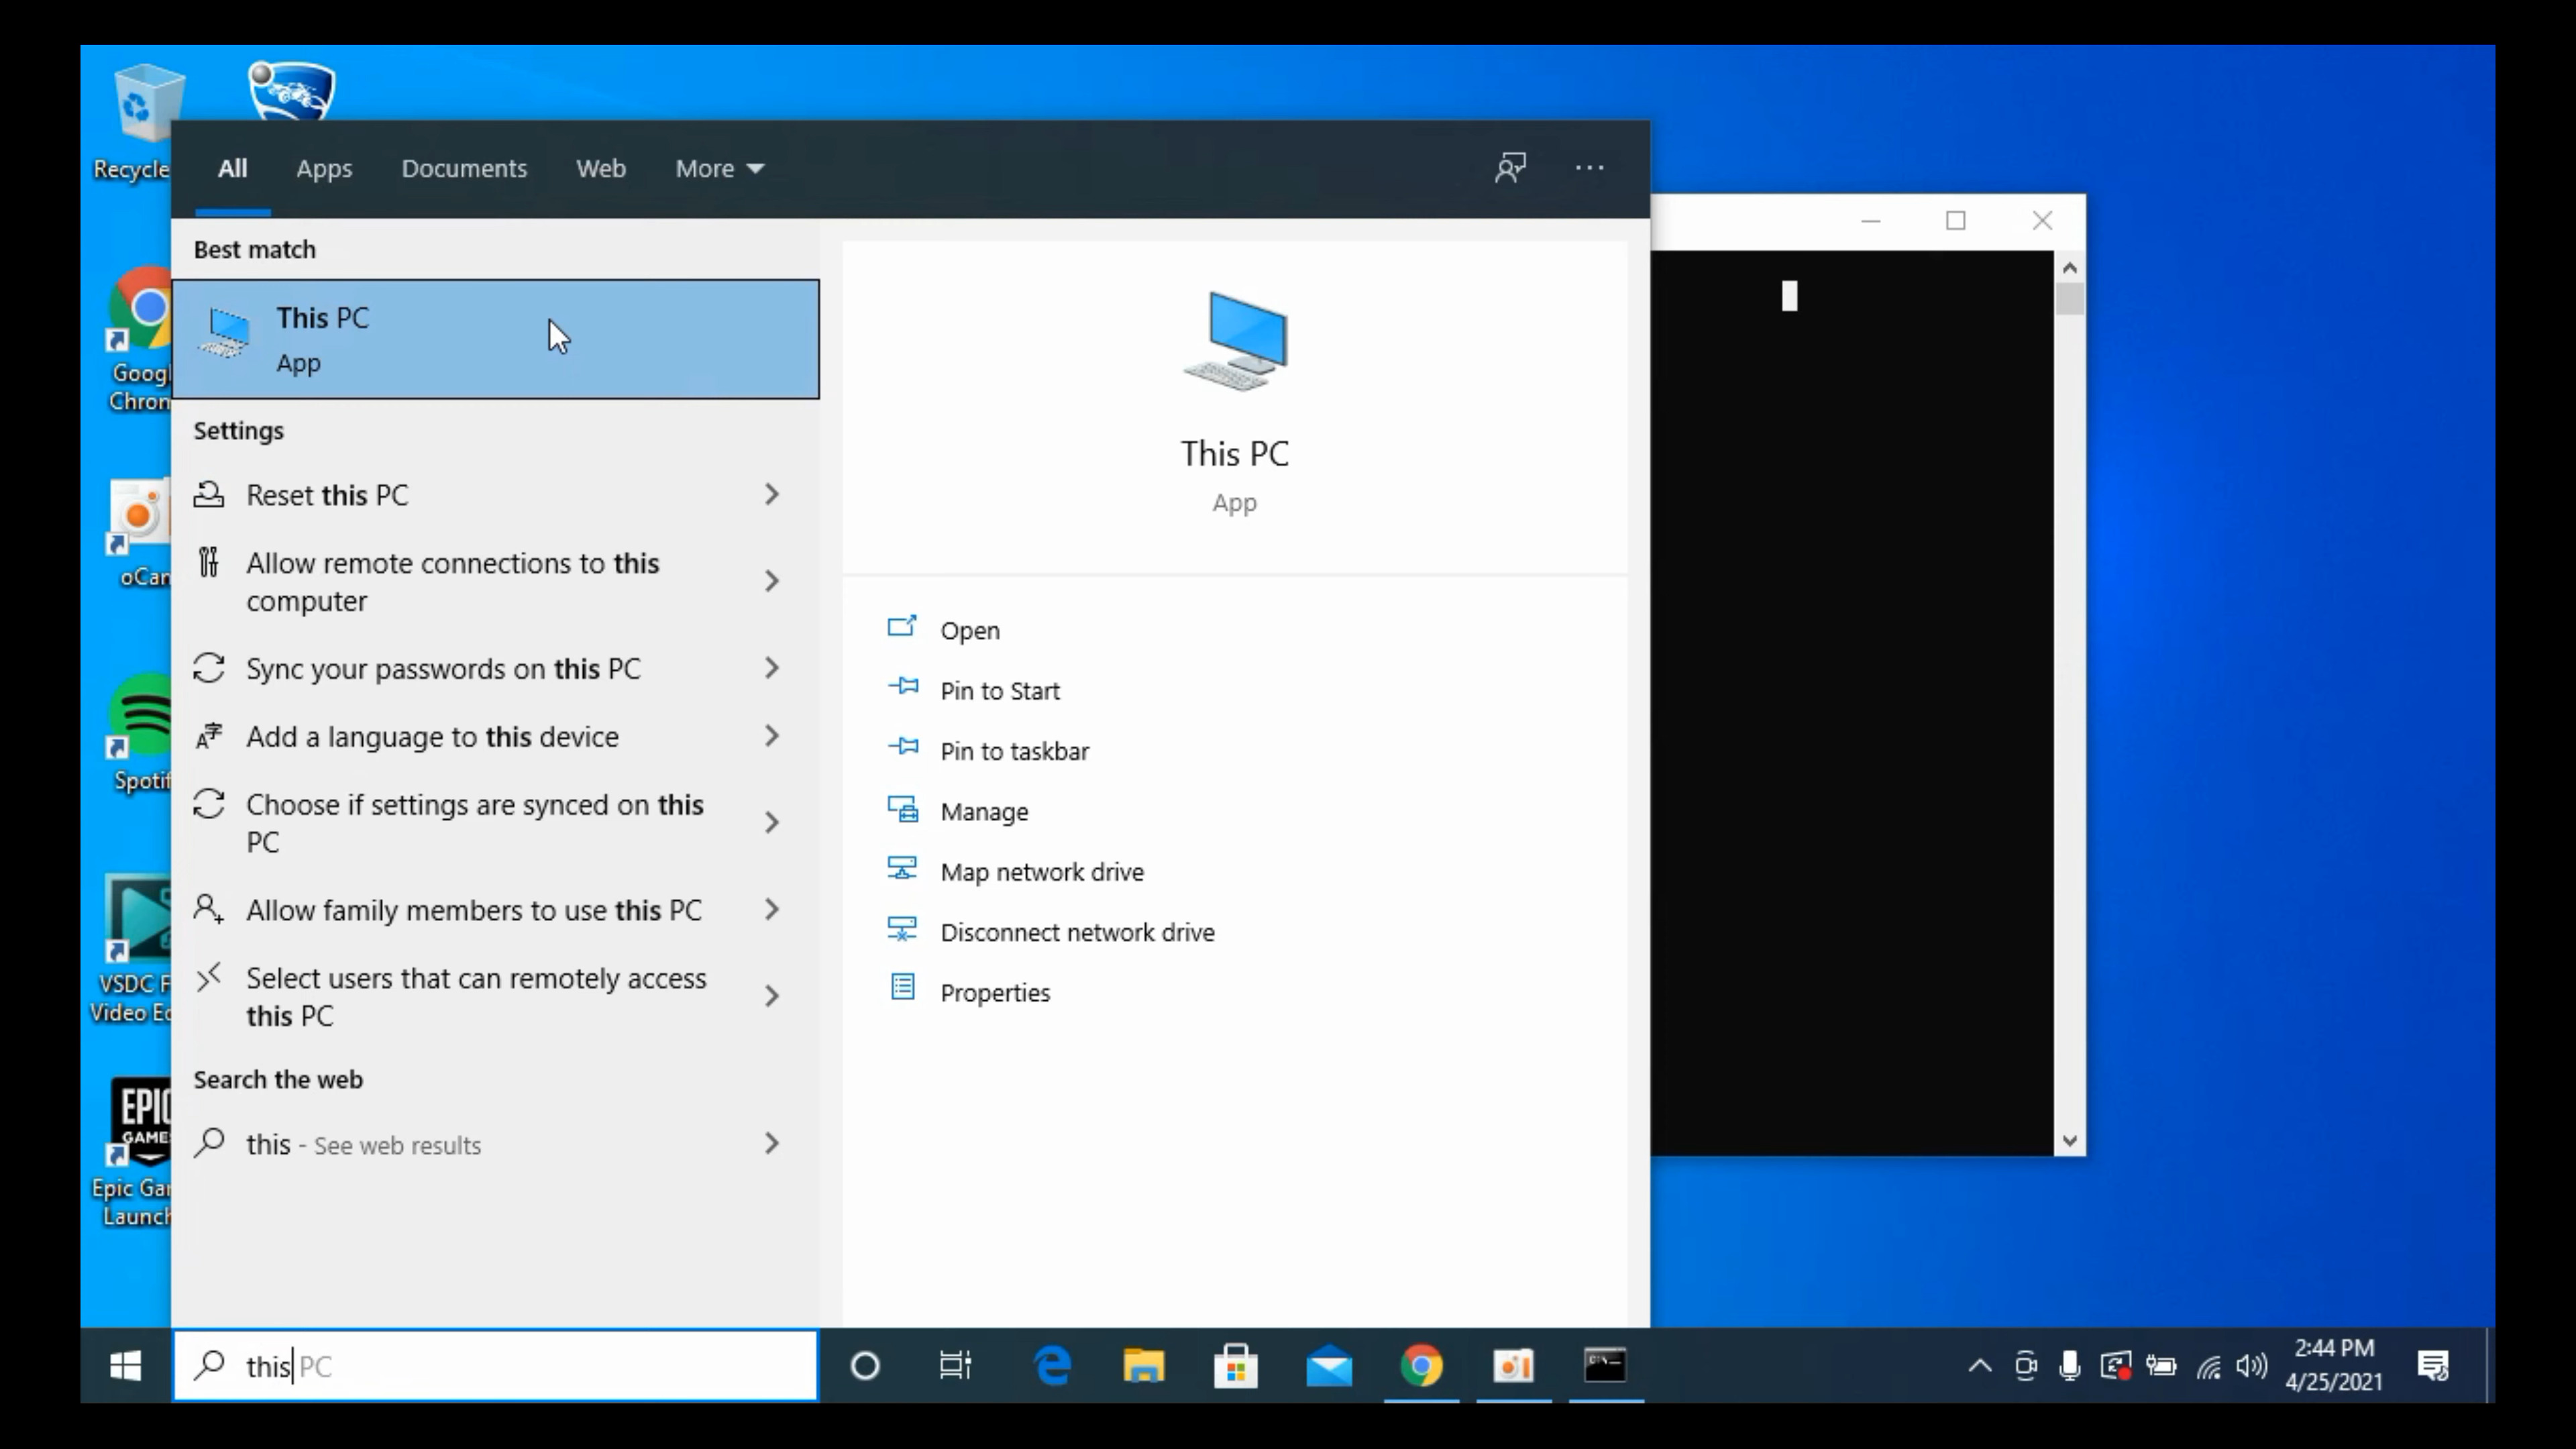 Recycle
All Apps Documents Web More
Best match
This PC
App
Settings
Reset this PC
Allow remote connections to this
computer
Sync your passwords on this PC
Add a language to this device
Choose if settings are synced on this
PC
Allow family members to use this PC
Select users that can remotely access
this PC
Search the web
this - See web results
This PC
App
Open
Pin to Start
Pin to taskbar
Manage
Map network drive
Disconnect network drive
Properties
Googl
Chron
oCan
Spotif
VSDC F
Video Ed
EPIC
GAMES
Epic Gar
Launch
this PC
2:44 PM
4/25/2021